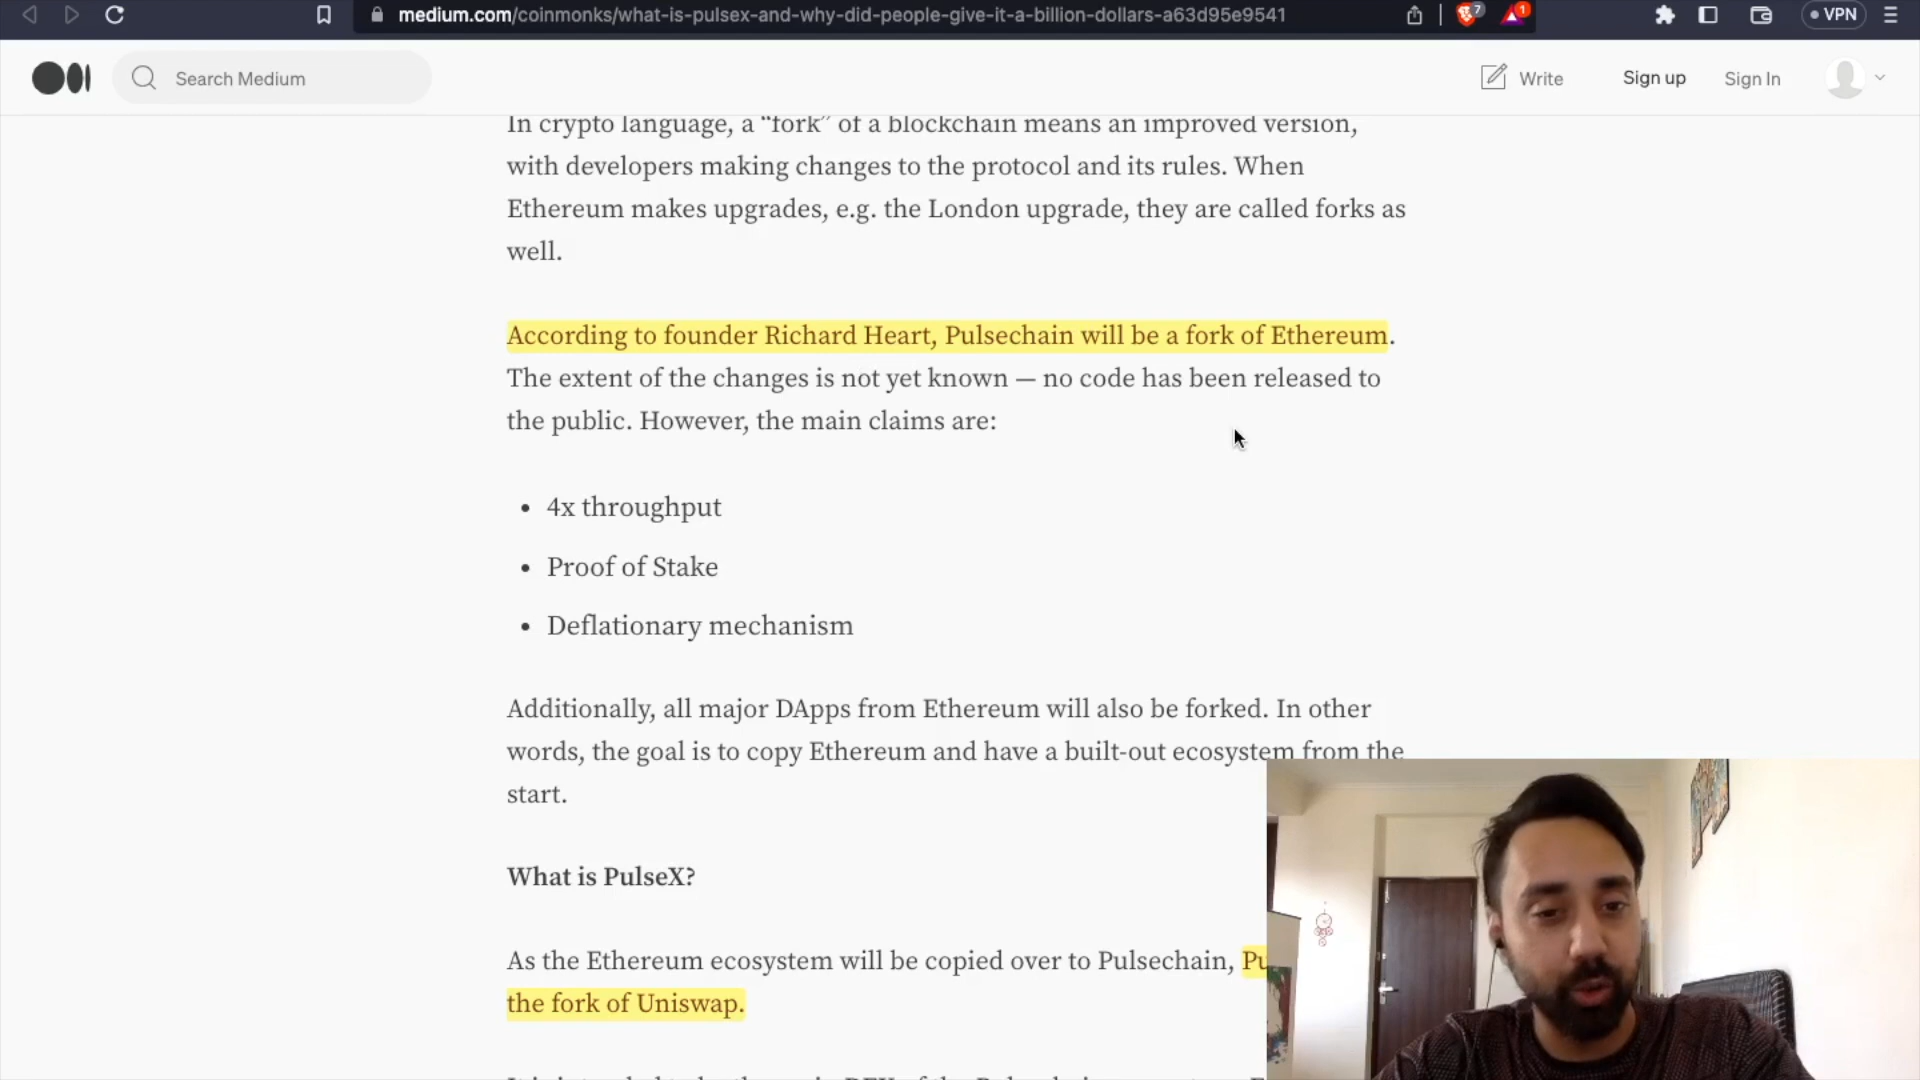 medium.com/coinmonks/what-is-pulsex-and-why-did-people-give-it-a-billion-dollars-a63d95e9541
7
1
VPN
Search Medium
Write
Sign up
Sign In
In crypto language, a “fork” of a blockchain means an improved version,
with developers making changes to the protocol and its rules. When
Ethereum makes upgrades, e.g. the London upgrade, they are called forks as
well.
According to founder Richard Heart, Pulsechain will be a fork of Ethereum.
The extent of the changes is not yet known — no code has been released to
the public. However, the main claims are:
• 4x throughput
• Proof of Stake
• Deflationary mechanism
Additionally, all major DApps from Ethereum will also be forked. In other
words, the goal is to copy Ethereum and have a built-out ecosystem from the
start.
What is PulseX?
As the Ethereum ecosystem will be copied over to Pulsechain, Pu
the fork of Uniswap.